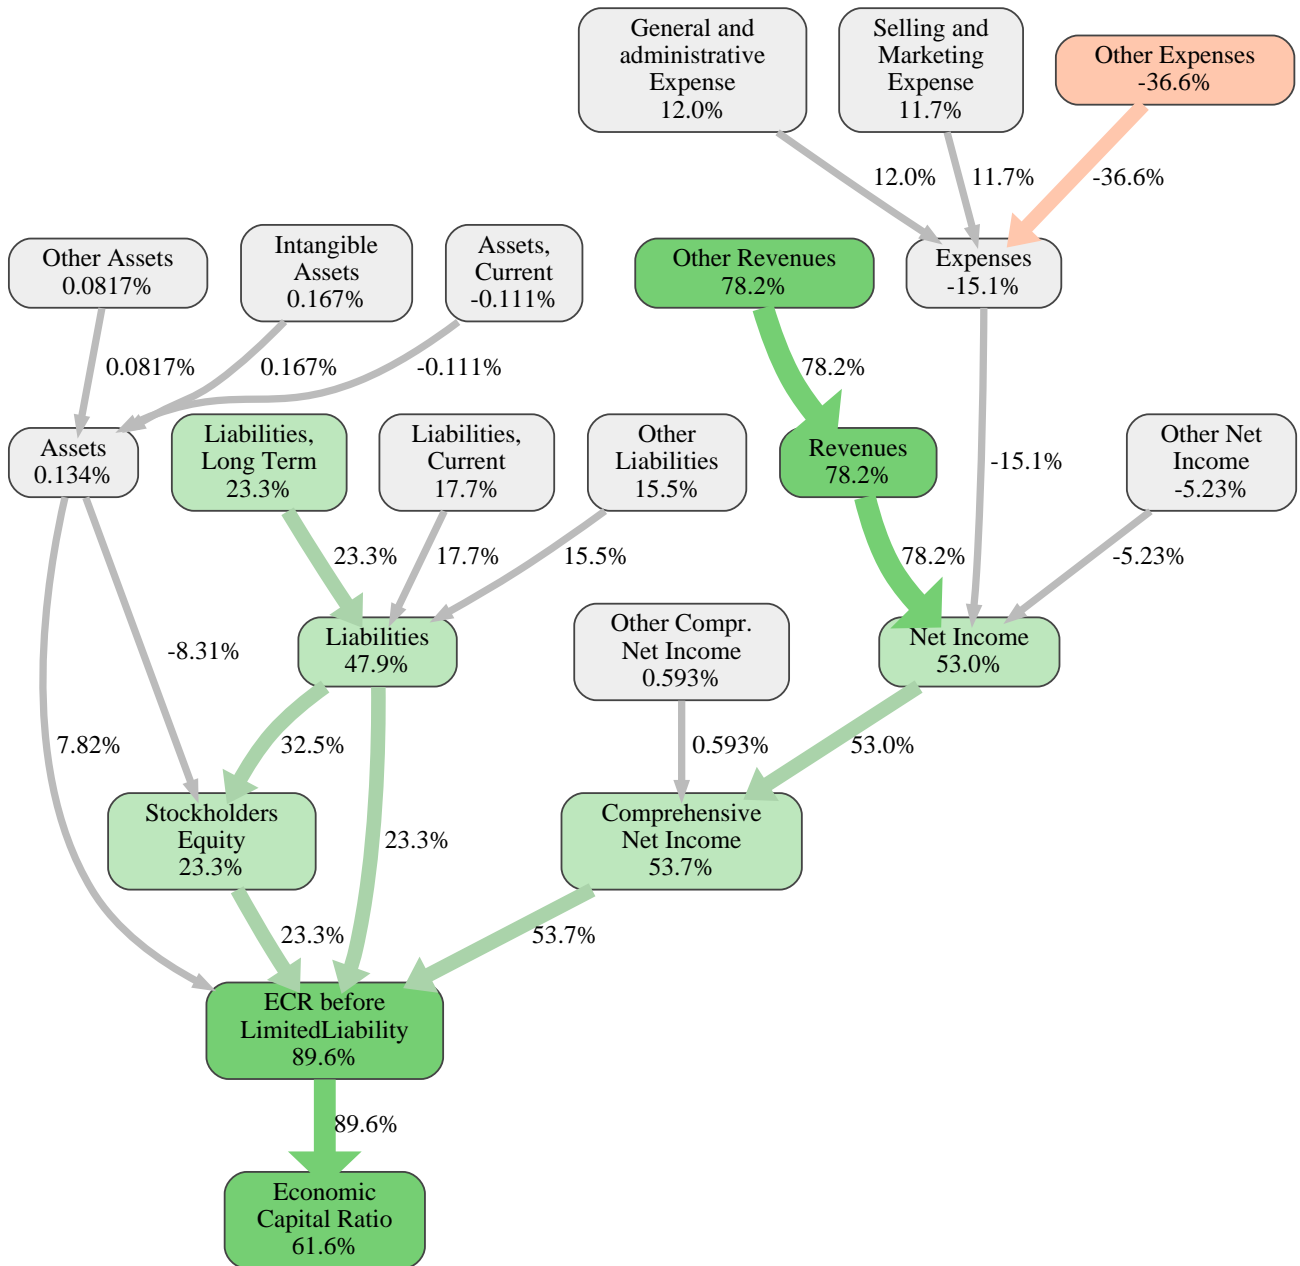 General and
administrative
Expense
12.0%
Selling and
Marketing
Expense
11.7%
Other Expenses
-36.6%
12.0%
11.7%
-36.6%
Other Assets
0.0817%
Intangible
Assets
0.167%
Assets,
Current
-0.111%
Other Revenues
78.2%
Expenses
-15.1%
0.0817%
0.167%
-0.111%
78.2%
Assets
0.134%
Liabilities,
Long Term
23.3%
Liabilities,
Current
17.7%
Other
Liabilities
15.5%
Revenues
78.2%
-15.1%
Other Net
Income
-5.23%
23.3%
17.7%
15.5%
78.2%
-5.23%
-8.31%
Liabilities
47.9%
Other Compr.
Net Income
0.593%
Net Income
53.0%
7.82%
32.5%
0.593%
53.0%
Stockholders
Equity
23.3%
23.3%
Comprehensive
Net Income
53.7%
23.3%
53.7%
ECR before
LimitedLiability
89.6%
89.6%
Economic
Capital Ratio
61.6%